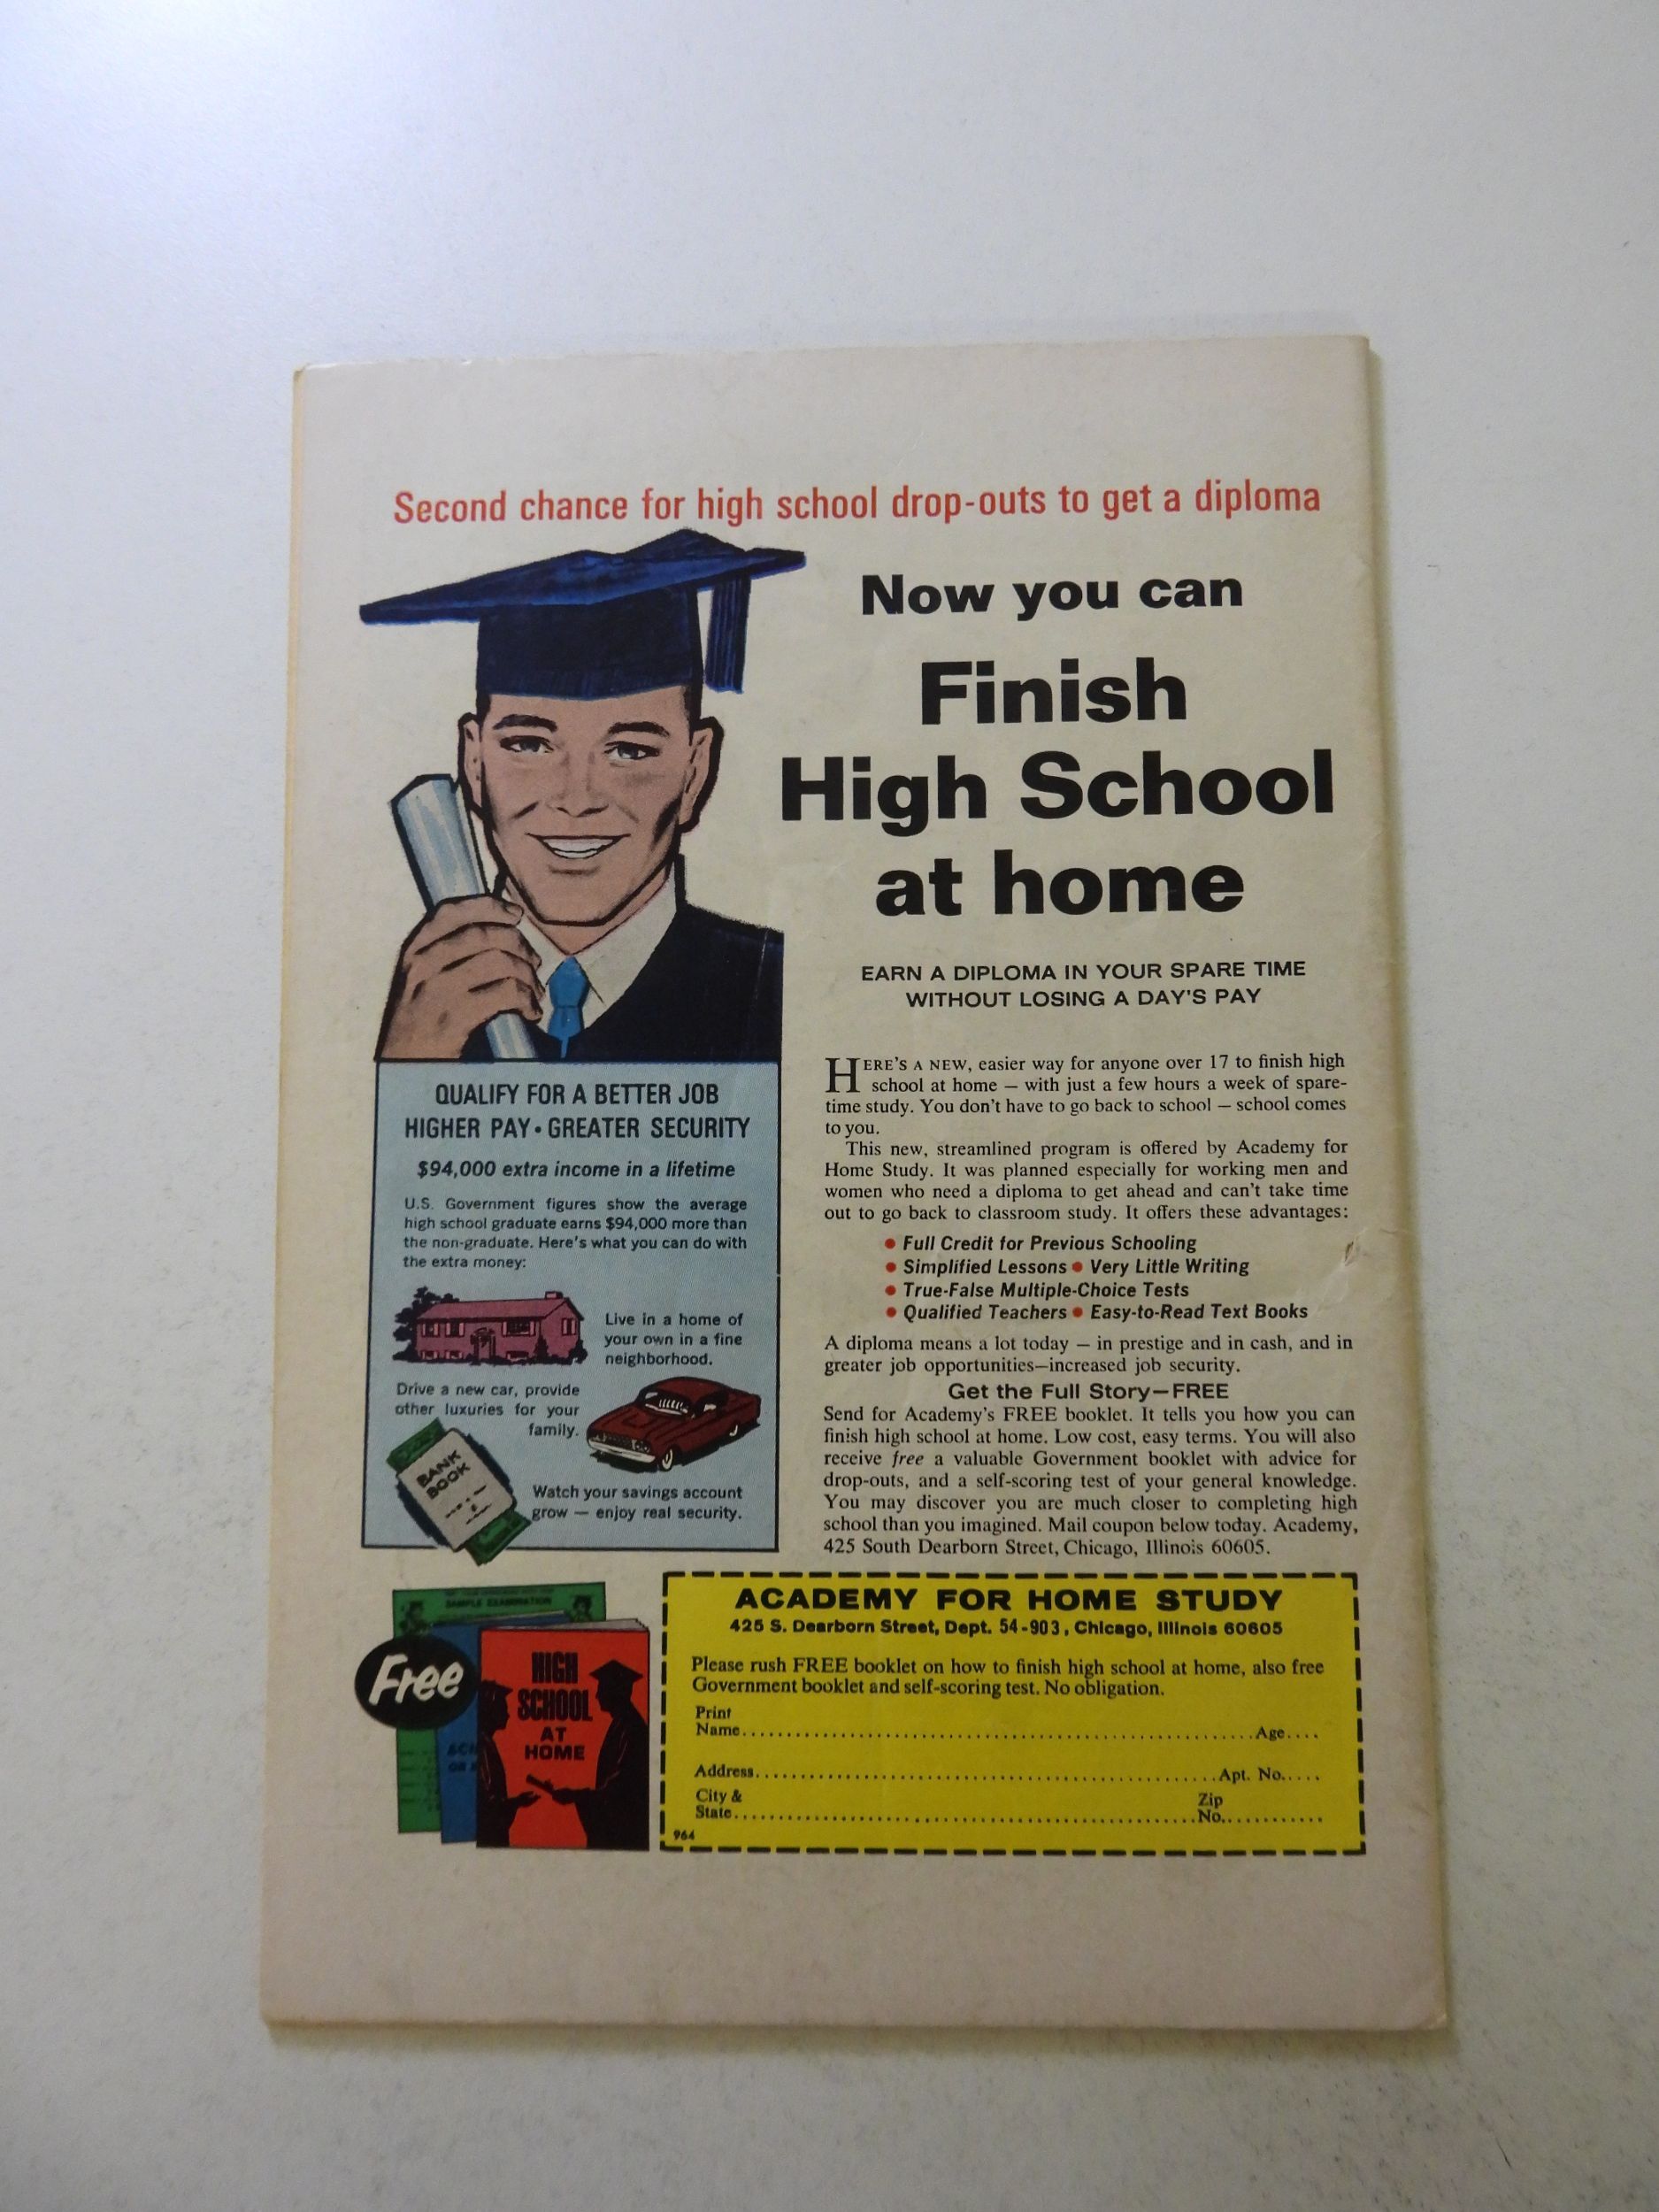 Second chance for high school drop-outs to get a diploma
Now you can
Finish
High School
at home
EARN A DIPLOMA IN YOUR SPARE TIME
WITHOUT LOSING A DAY'S PAY
HERE'S A NEW, easier way for anyone over 17 to finish high
school at home — with just a few hours a week of spare-
time study. You don't have to go back to school — school comes
to you.
This new, streamlined program is offered by Academy for
Home Study. It was planned especially for working men and
women who need a diploma to get ahead and can't take time
out to go back to classroom study. It offers these advantages:
• Full Credit for Previous Schooling
• Simplified Lessons • Very Little Writing
• True-False Multiple-Choice Tests
• Qualified Teachers • Easy-to-Read Text Books
A diploma means a lot today — in prestige and in cash, and in
greater job opportunities—increased job security.
Get the Full Story—FREE
Send for Academy's FREE booklet. It tells you how you can
finish high school at home. Low cost, easy terms. You will also
receive free a valuable Government booklet with advice for
drop-outs, and a self-scoring test of your general knowledge.
You may discover you are much closer to completing high
school than you imagined. Mail coupon below today. Academy,
425 South Dearborn Street, Chicago, Illinois 60605.
QUALIFY FOR A BETTER JOB
HIGHER PAY • GREATER SECURITY
$94,000 extra income in a lifetime
U.S. Government figures show the average
high school graduate earns $94,000 more than
the non-graduate. Here's what you can do with
the extra money:
Live in a home of
your own in a fine
neighborhood.
Drive a new car, provide
other luxuries for your
family.
BANK
BOOK
Watch your savings account
grow — enjoy real security.
SAMPLE EXAMINATION
Free
HIGH
SCHOOL
AT
HOME
ACADEMY FOR HOME STUDY
425 S. Dearborn Street, Dept. 54-903, Chicago, Illinois 60605
Please rush FREE booklet on how to finish high school at home, also free
Government booklet and self-scoring test. No obligation.
Print
Name..........Age....
Address..........Apt. No.....
City & Zip
State..........No...........
964